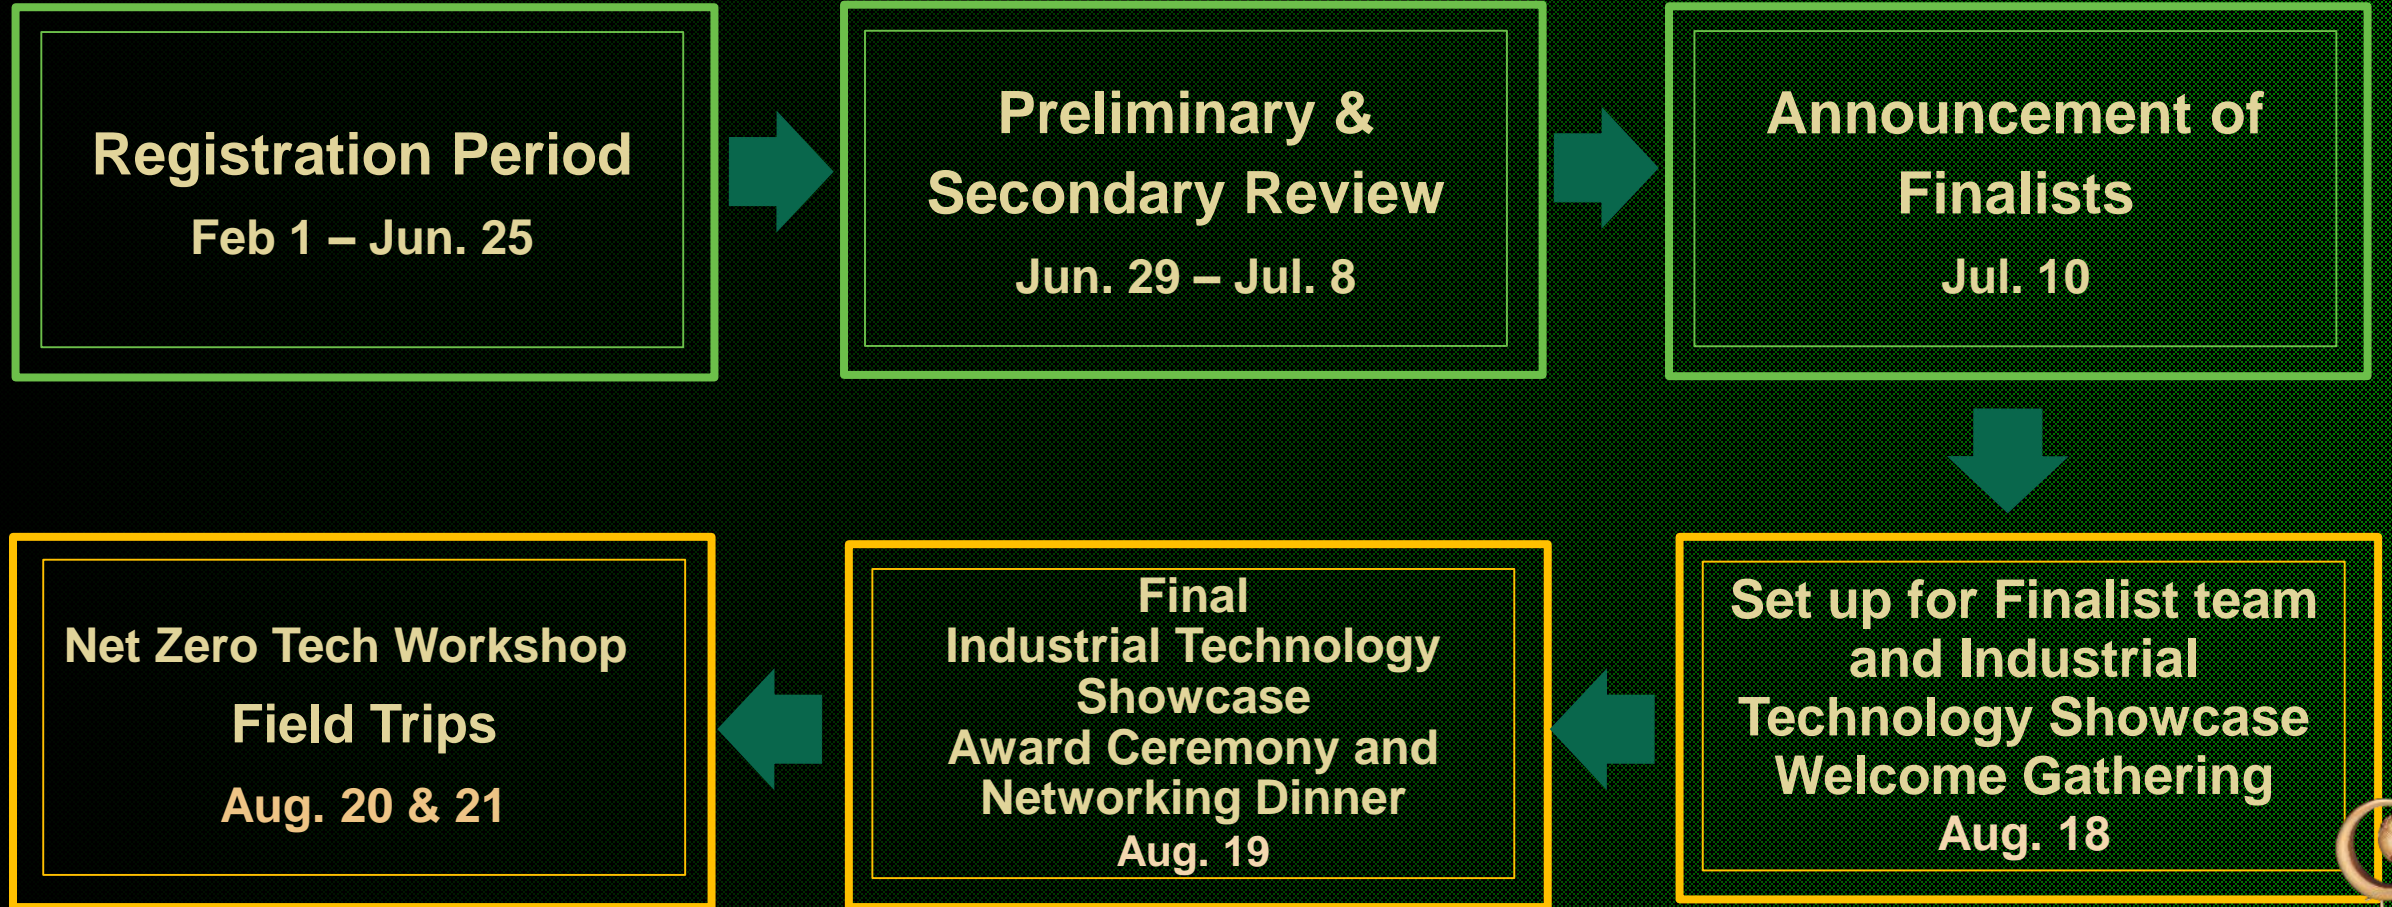 Registration Period
Feb 1 – Jun. 25
Preliminary &
Secondary Review
Jun. 29 – Jul. 8
Announcement of
Finalists
Jul. 10
Set up for Finalist team
and Industrial
Technology Showcase
Welcome Gathering
Aug. 18
Final
Industrial Technology
Showcase
Award Ceremony and
Networking Dinner
Aug. 19
Net Zero Tech Workshop
Field Trips
Aug. 20 & 21